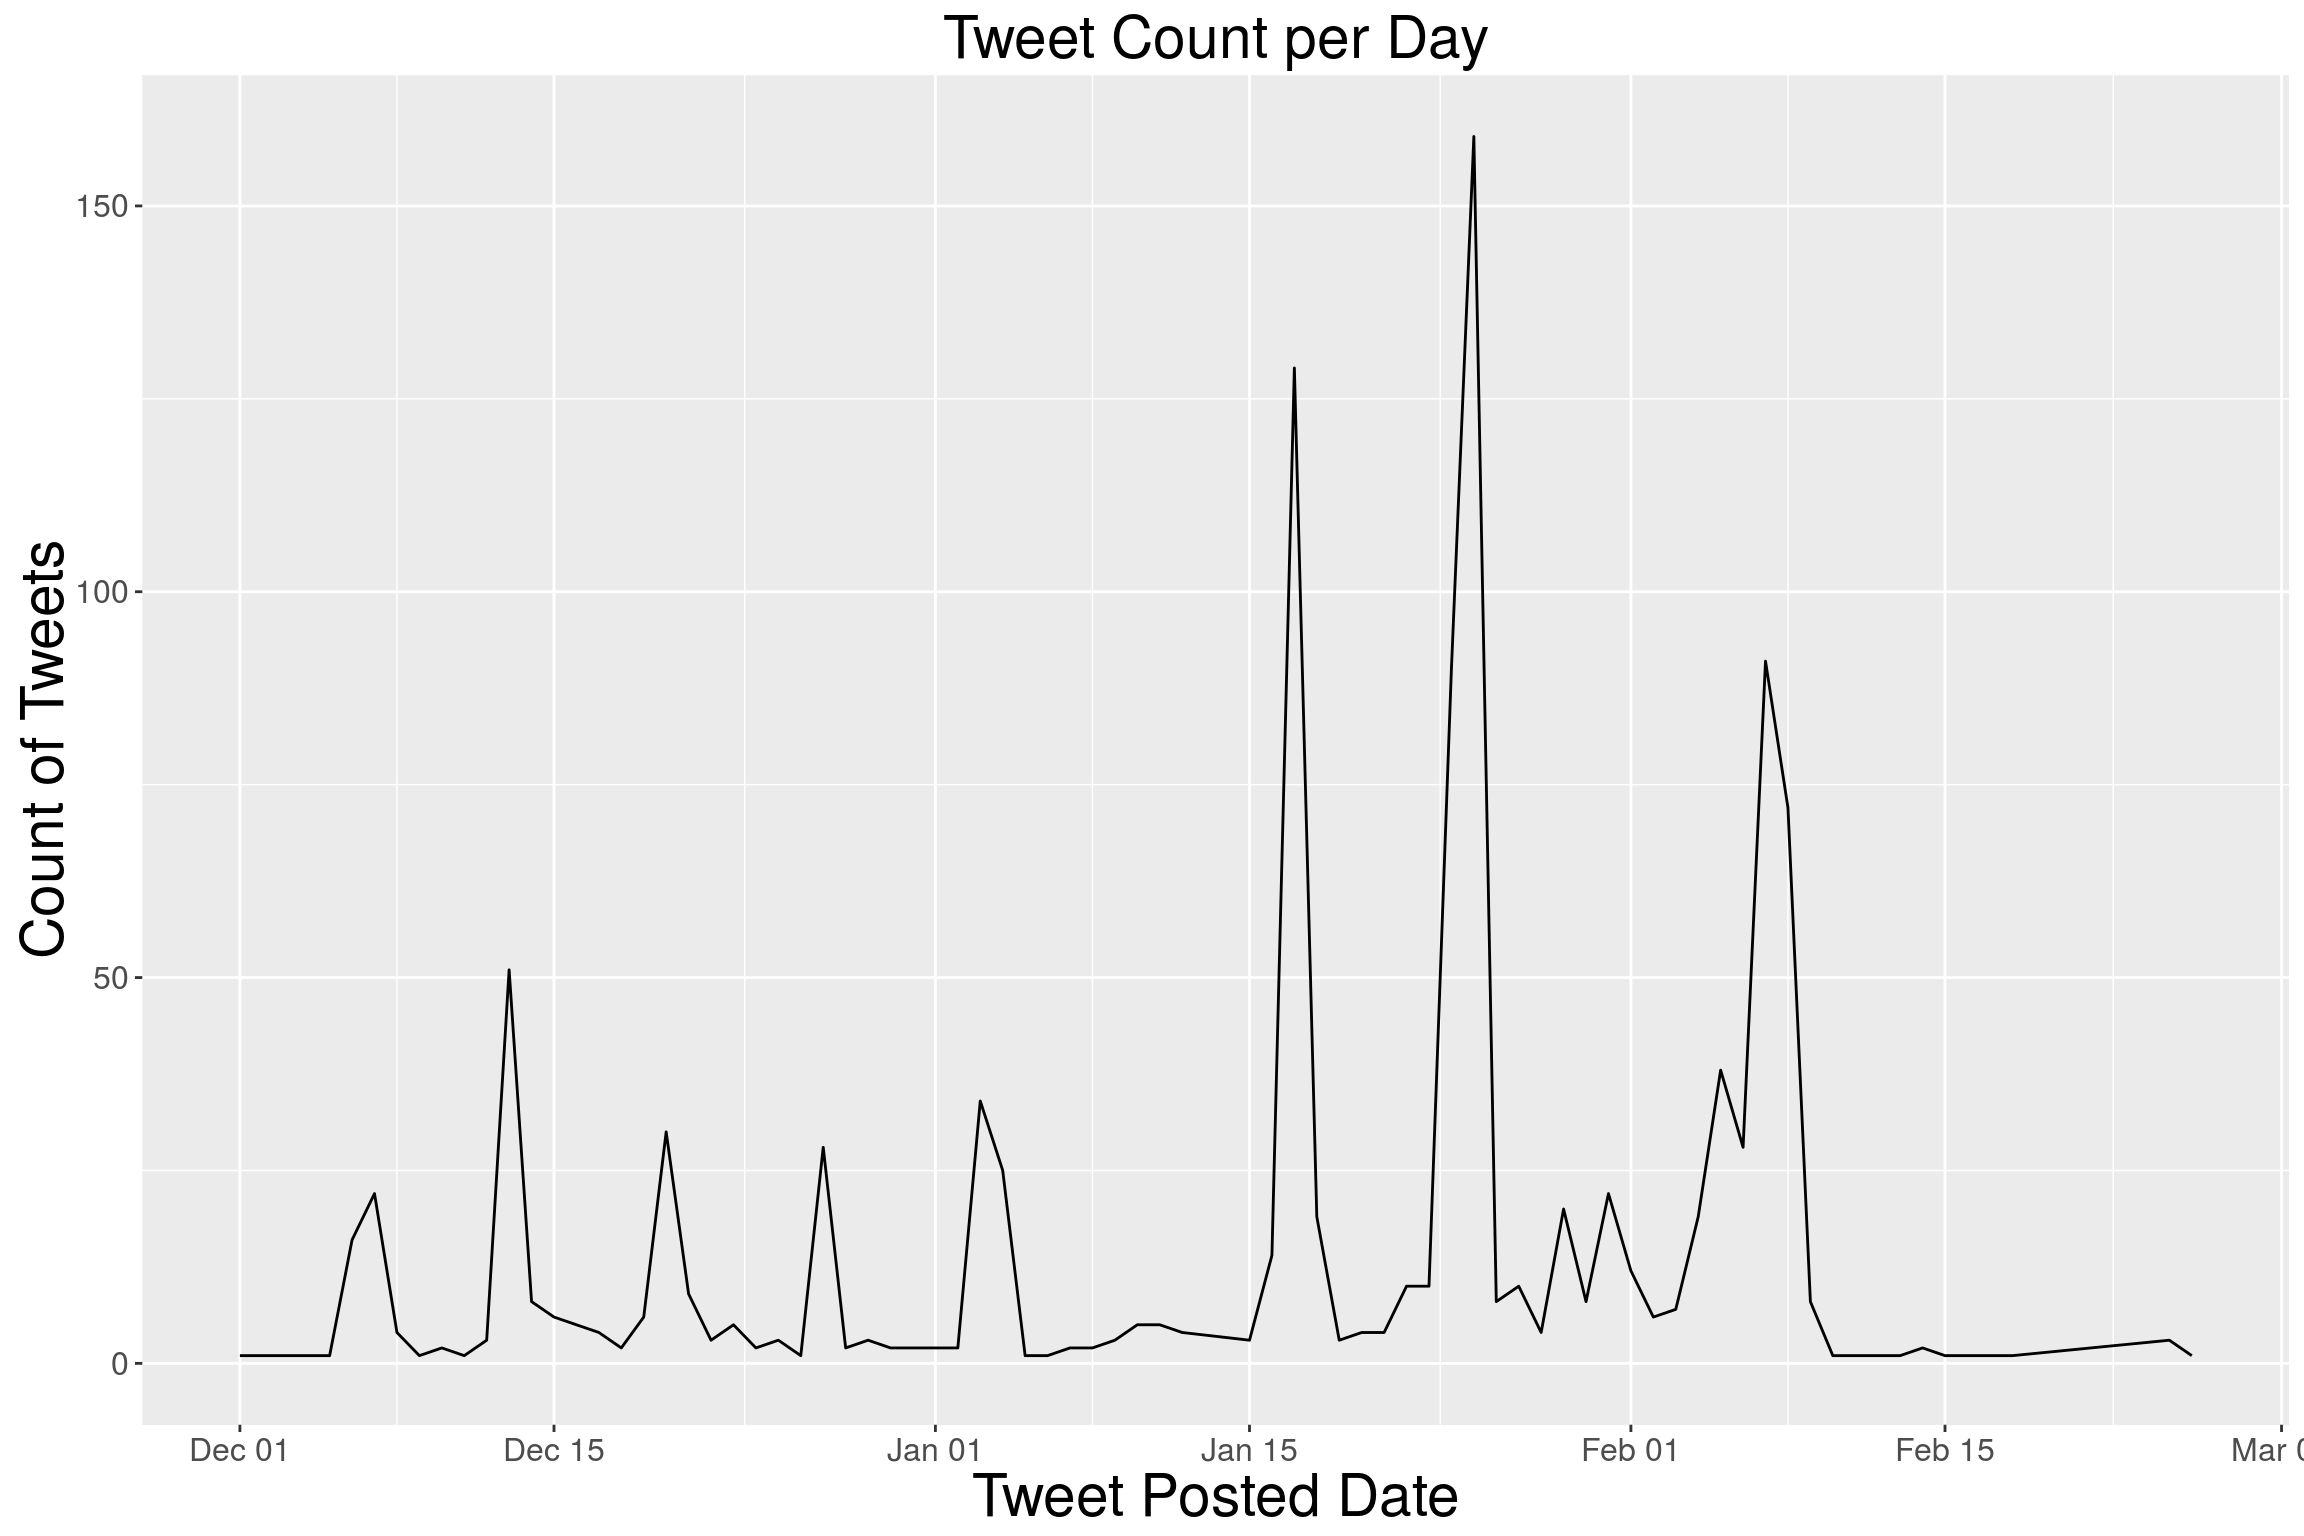 Tweet Count per Day
Count of Tweets
150
100
50
0
Dec 01 Dec 15 Jan 01 Jan 15 Feb 01 Feb 15 Mar
Tweet Posted Date